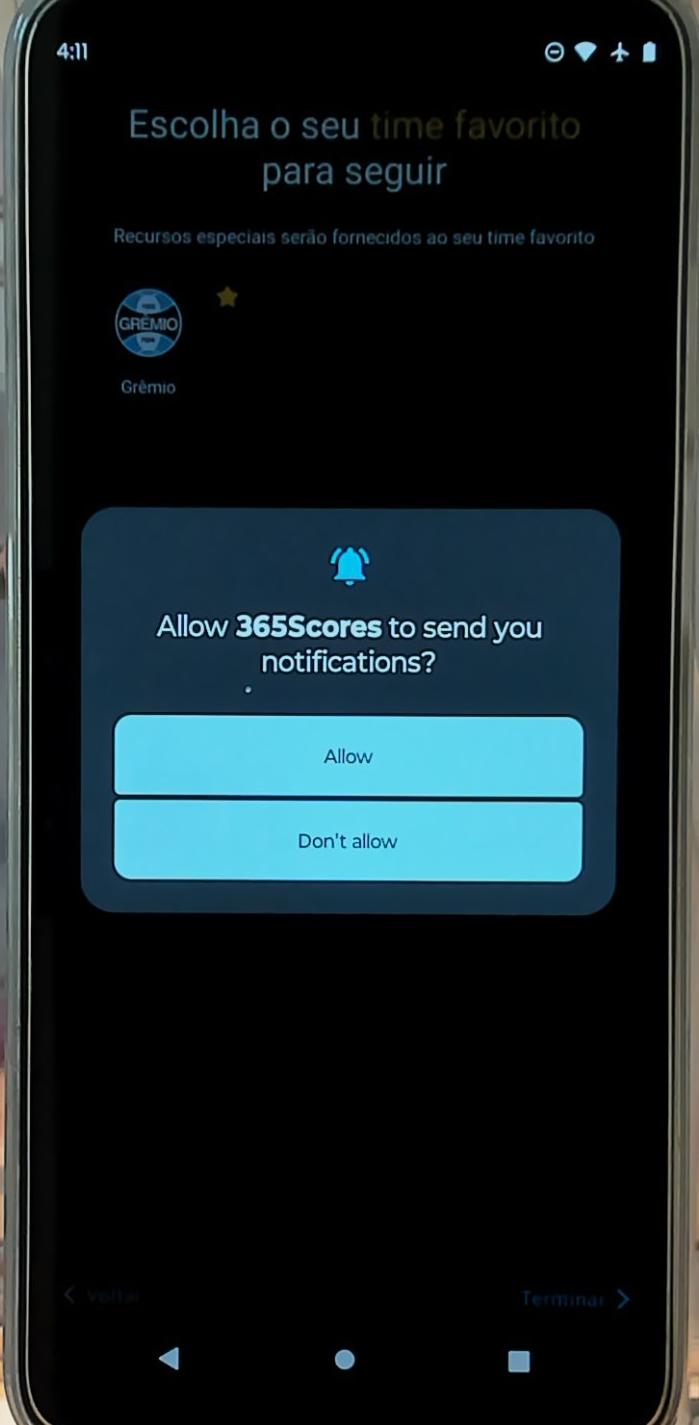 4:11
Escolha o seu time favorito
para seguir
Recursos especiais serão fornecidos ao seu time favorito
GRÊMIO
Grêmio
Allow 365Scores to send you
notifications?
Allow
Don't allow
Voltar
Terminar